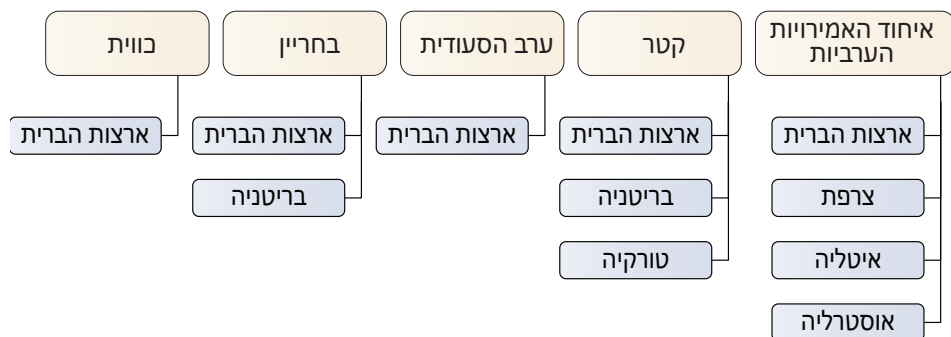 איחוד האמירויות
הערביות
קטר
ערב הסעודית
בחריין
כווית
ארצות הברית
ארצות הברית
ארצות הברית
ארצות הברית
ארצות הברית
צרפת
בריטניה
בריטניה
איטליה
טורקיה
אוסטרליה